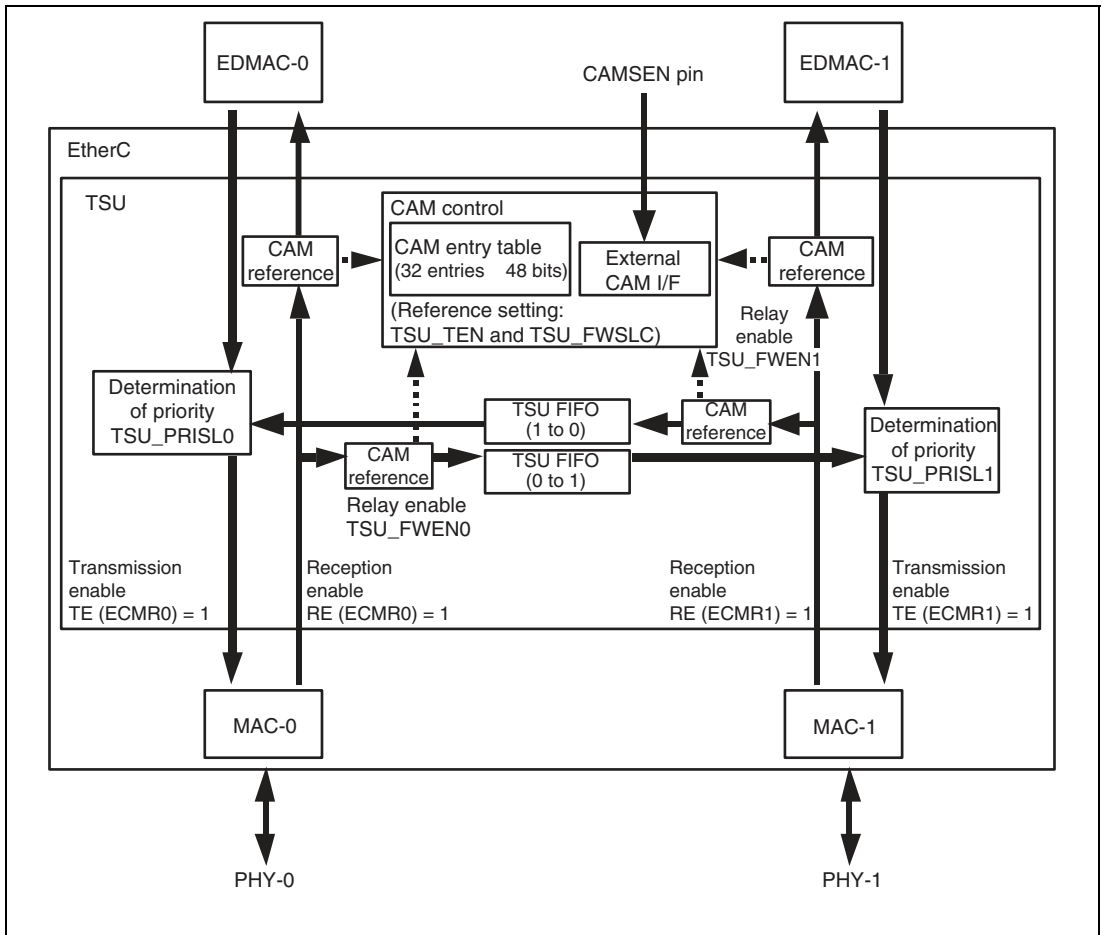 EDMAC-0
EDMAC-1
CAMSEN pin
EtherC
TSU
CAM control
CAM entry table
(32 entries 48 bits)
External
CAM I/F
(Reference setting:
TSU_TEN and TSU_FWSLC)
CAM
reference
CAM
reference
Relay
enable
TSU_FWEN1
Determination
of priority
TSU_PRISL0
TSU FIFO
(1 to 0)
CAM
reference
Determination
of priority
TSU_PRISL1
CAM
reference
TSU FIFO
(0 to 1)
Relay enable
TSU_FWEN0
Transmission
enable
TE (ECMR0) = 1
Reception
enable
RE (ECMR0) = 1
Reception
enable
RE (ECMR1) = 1
Transmission
enable
TE (ECMR1) = 1
MAC-0
MAC-1
PHY-0
PHY-1